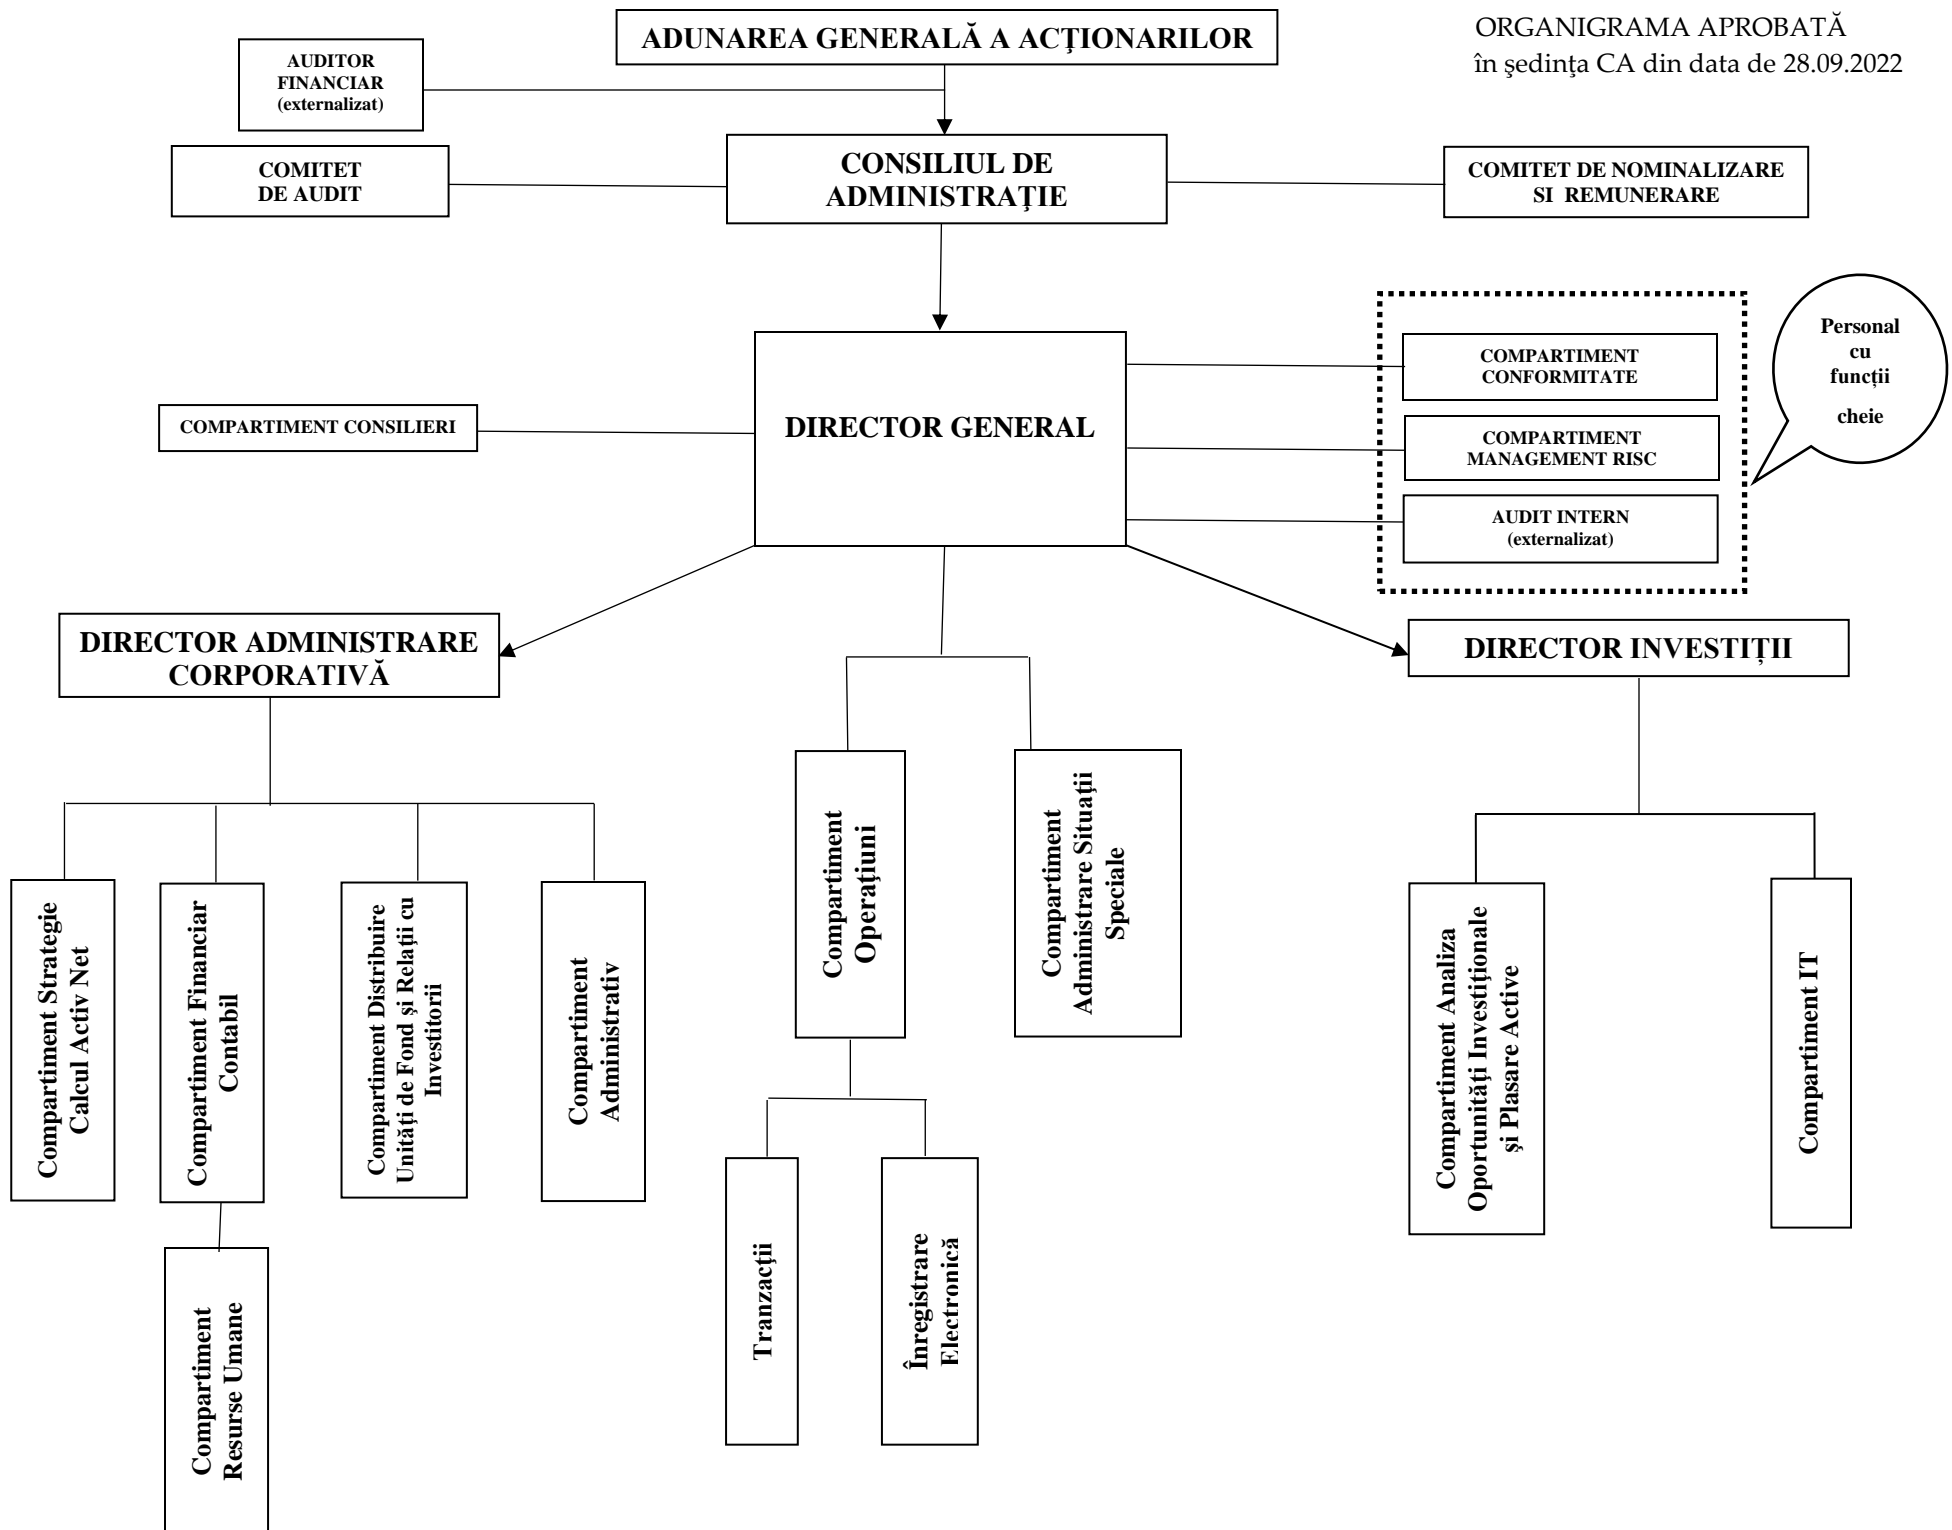 ADUNAREA GENERALĂ A ACŢIONARILOR
ORGANIGRAMA APROBATĂ
în şedinţa CA din data de 28.09.2022
AUDITOR
FINANCIAR
(externalizat)
COMITET
DE AUDIT
CONSILIUL DE
ADMINISTRAŢIE
COMITET DE NOMINALIZARE
SI REMUNERARE
Personal
cu
funcții
cheie
COMPARTIMENT
CONFORMITATE
COMPARTIMENT CONSILIERI
DIRECTOR GENERAL
COMPARTIMENT
MANAGEMENT RISC
AUDIT INTERN
(externalizat)
DIRECTOR ADMINISTRARE
CORPORATIVĂ
DIRECTOR INVESTIȚII
Compartiment Strategie
Calcul Activ Net
Compartiment Financiar
Contabil
Compartiment Distribuire
Unităţi de Fond şi Relaţii cu
Investitorii
Compartiment
Administrativ
Compartiment
Operaţiuni
Compartiment
Administrare Situaţii
Speciale
Compartiment Analiza
Oportunităţi Investiţionale
şi Plasare Active
Compartiment IT
Compartiment
Resurse Umane
Tranzacţii
Înregistrare
Electronică